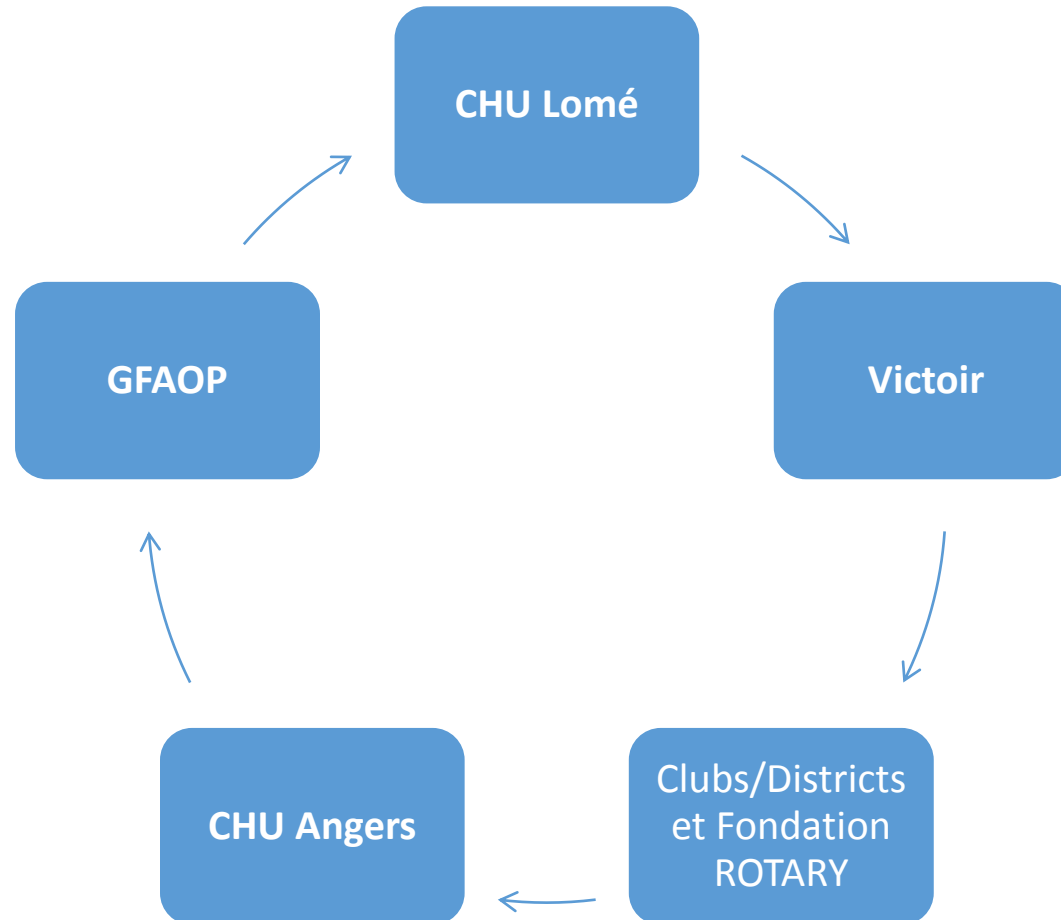 CHU Lomé
GFAOP
Victoir
CHU Angers
Clubs/Districts
et Fondation
ROTARY